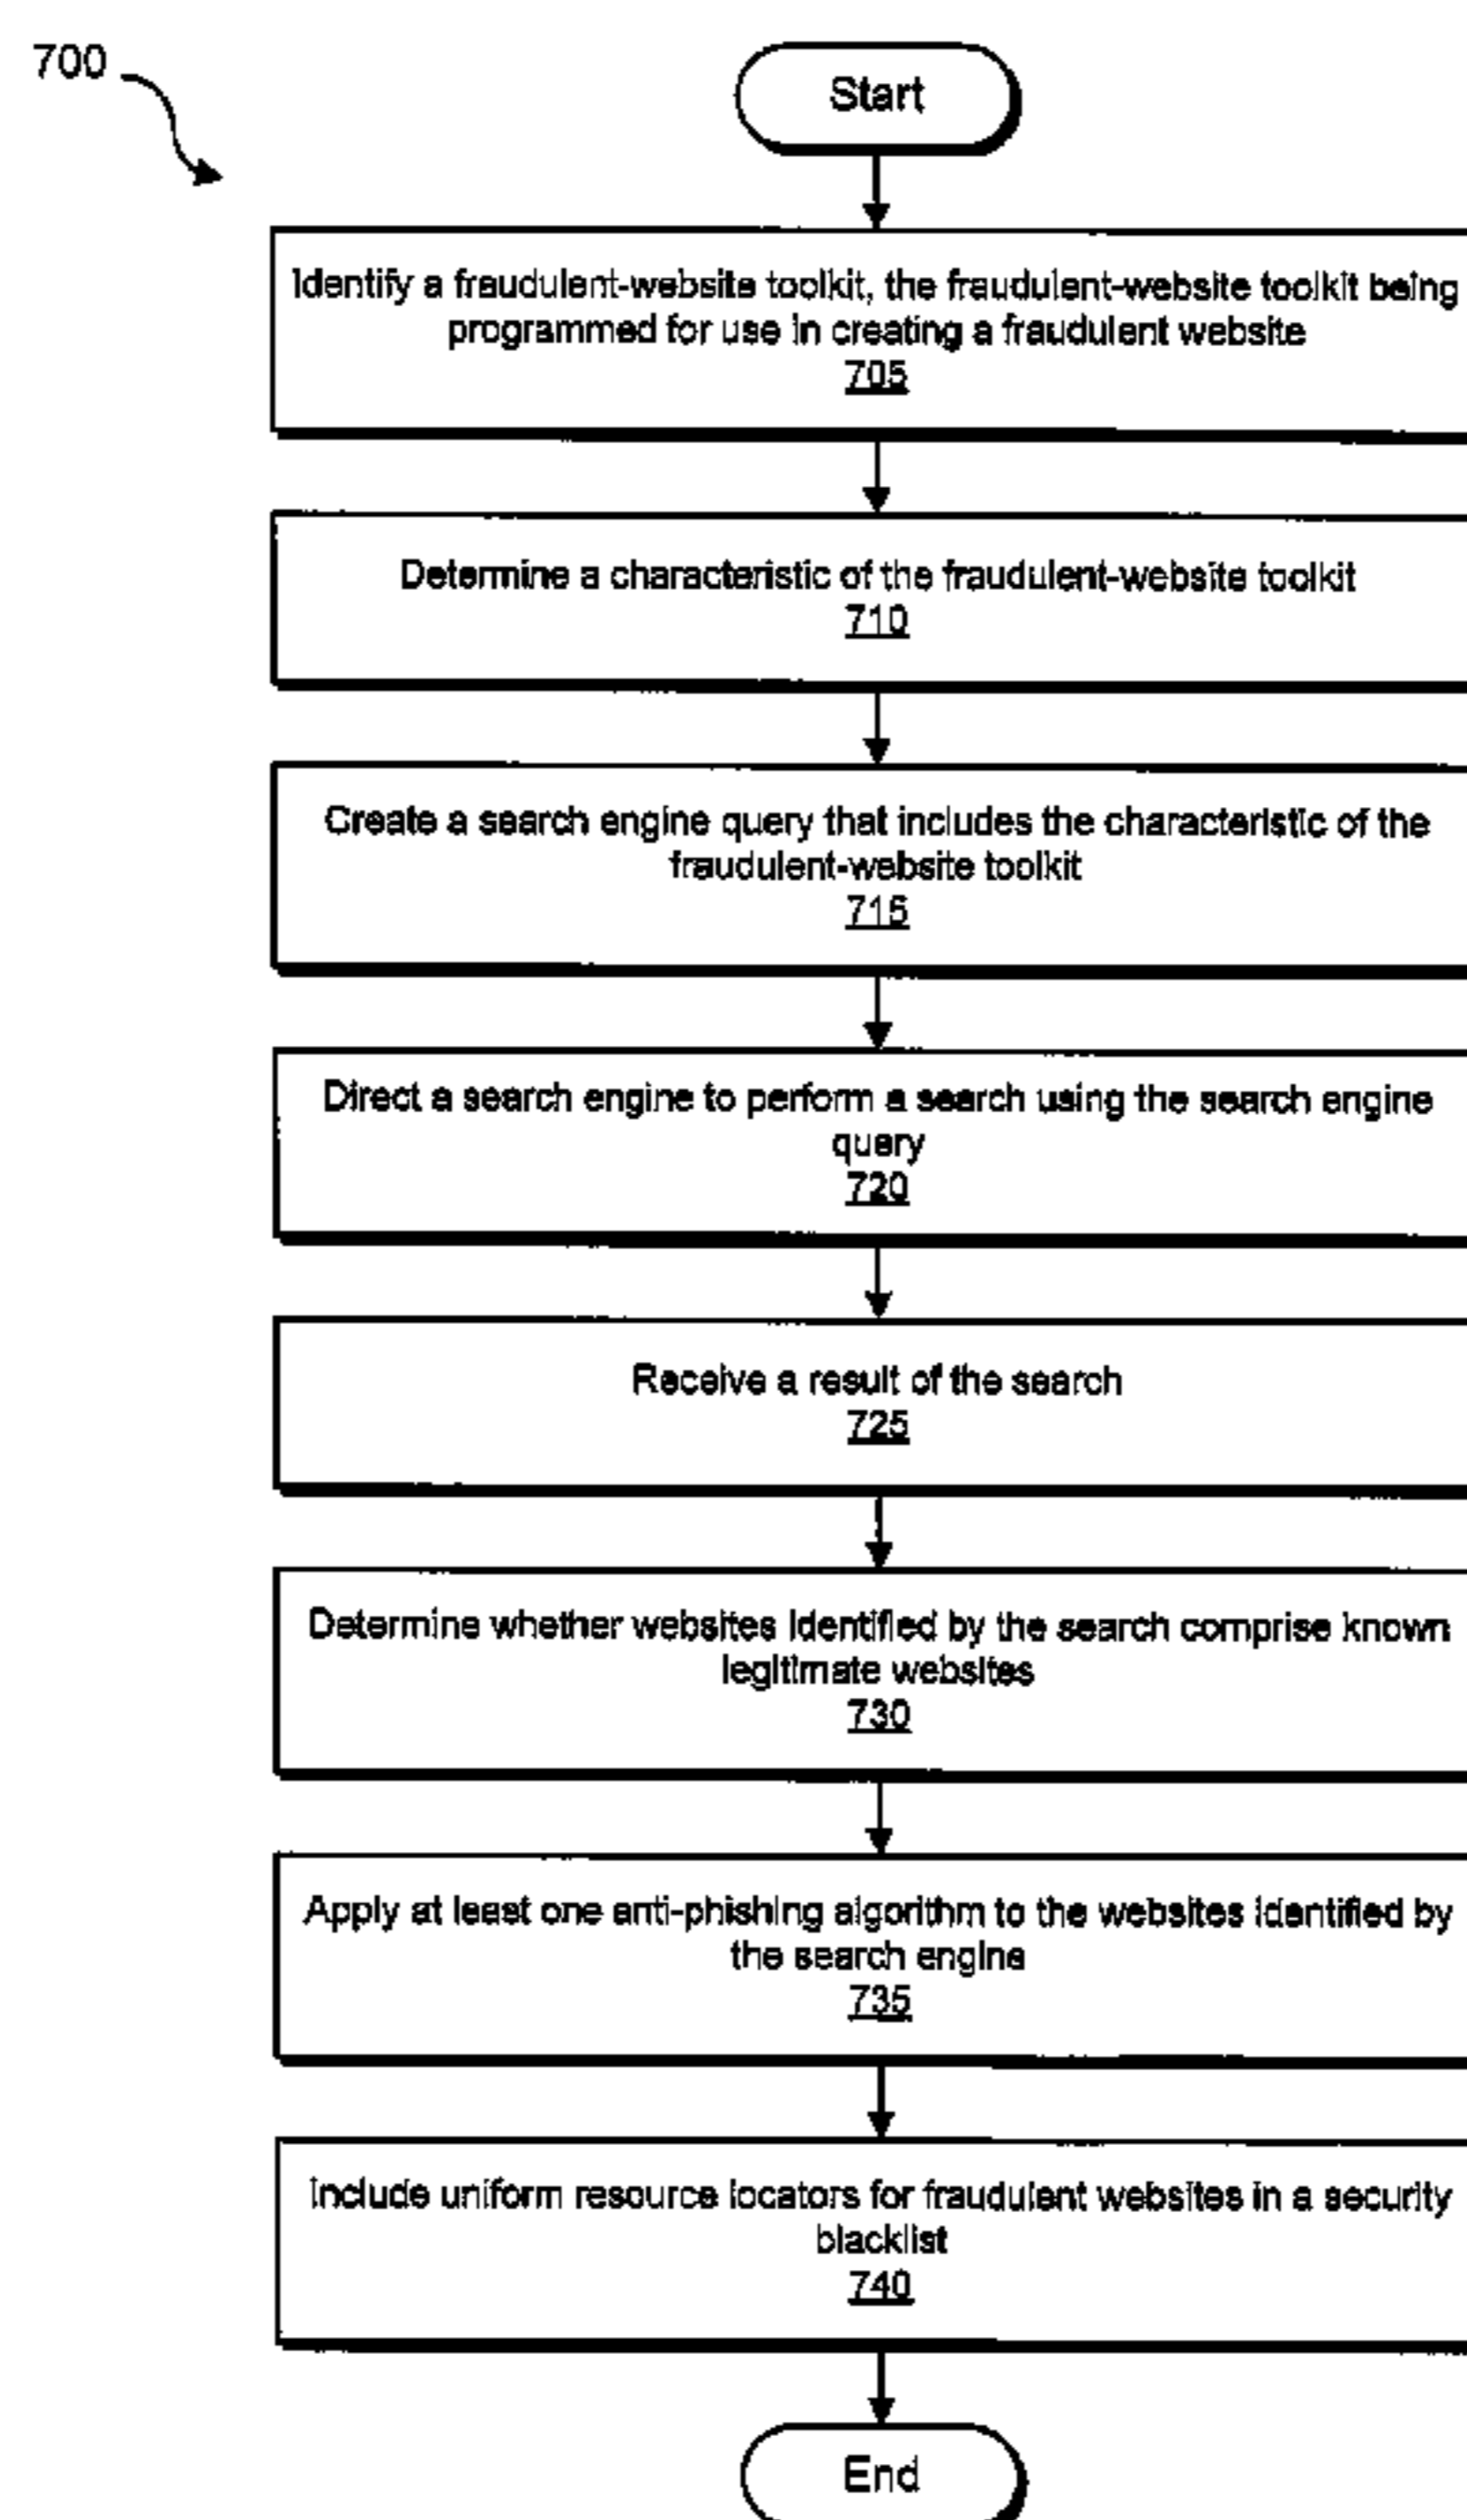 700
Start
Identify a fraudulent-website toolkit, the fraudulent-website toolkit being
programmed for use in creating a fraudulent website
705
Determine a characteristic of the fraudulent-website toolkit
710
Create a search engine query that includes the characteristic of the
fraudulent-website toolkit
715
Direct a search engine to perform a search using the search engine
query
720
Receive a result of the search
725
Determine whether websites identified by the search comprise known
legitimate websites
730
Apply at least one anti-phishing algorithm to the websites identified by
the search engine
735
Include uniform resource locators for fraudulent websites in a security
blacklist
740
End